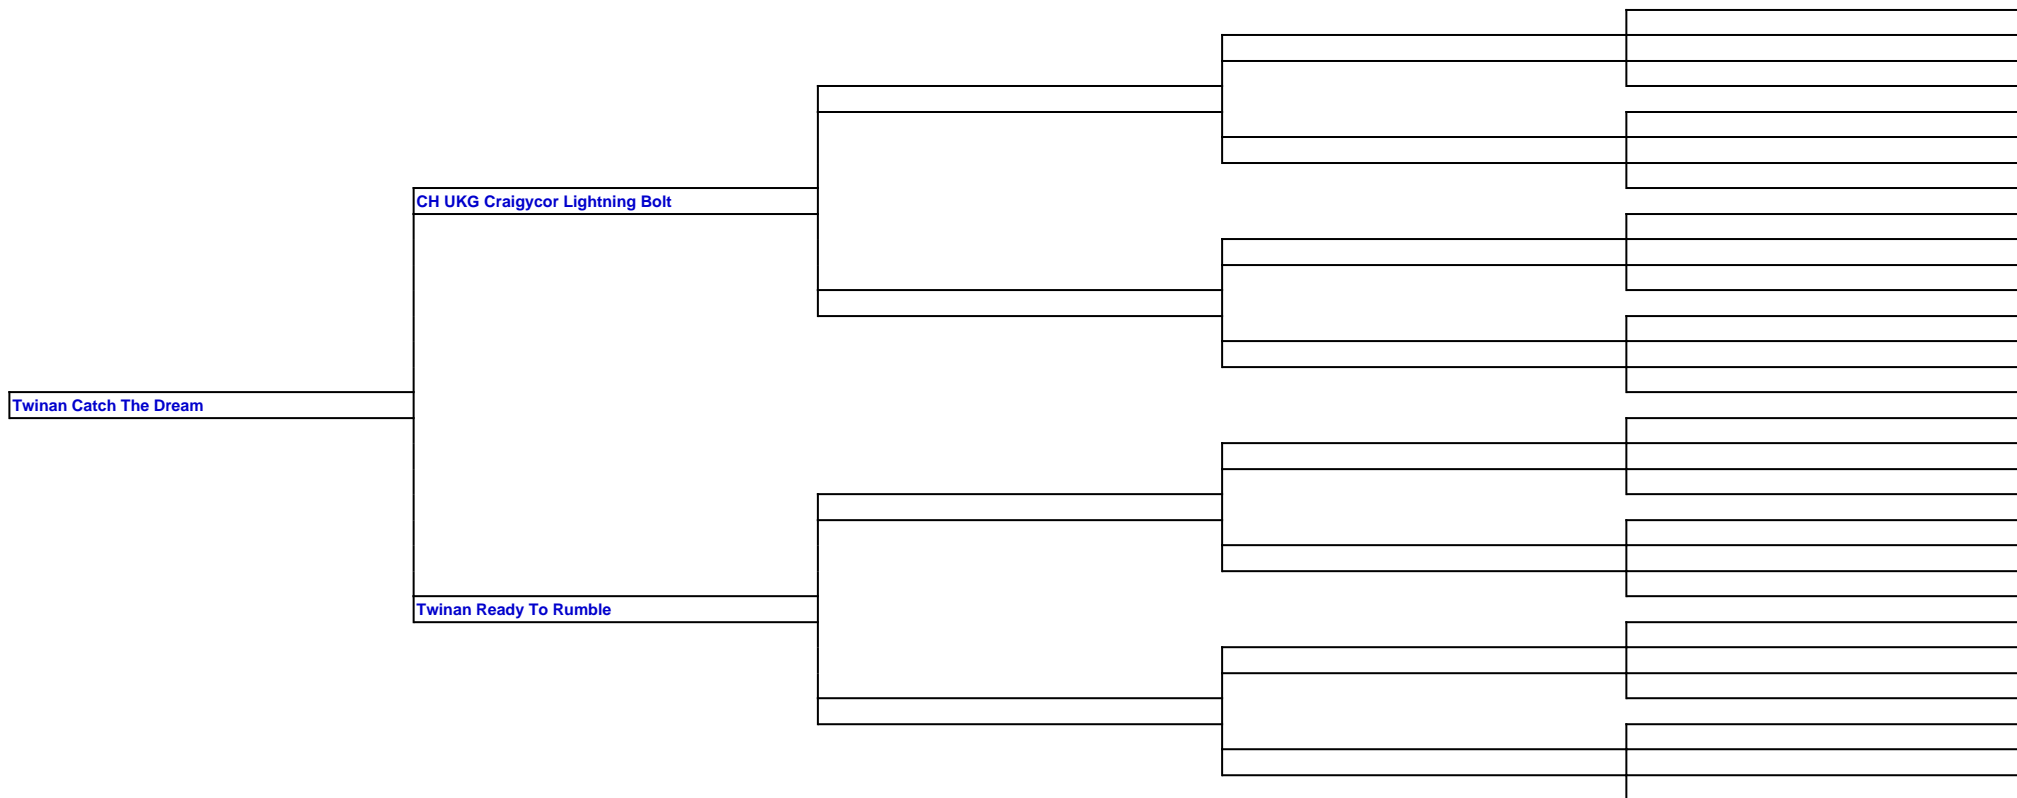 CH UKG Craigycor Lightning Bolt
Twinan Catch The Dream
Twinan Ready To Rumble